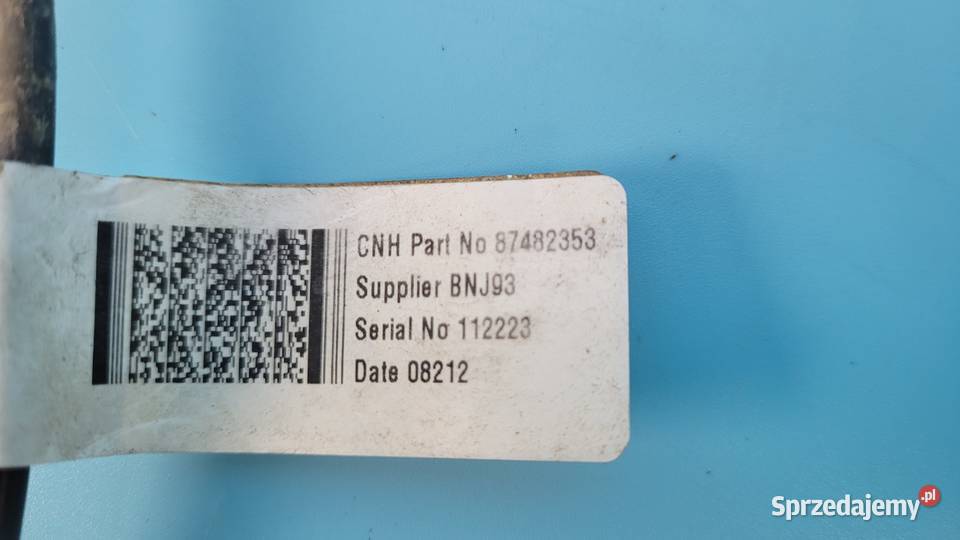 CNH Part No 87482353
Supplier BNJ93
Serial No 112223
Date 08212
Sprzedajemy.pl